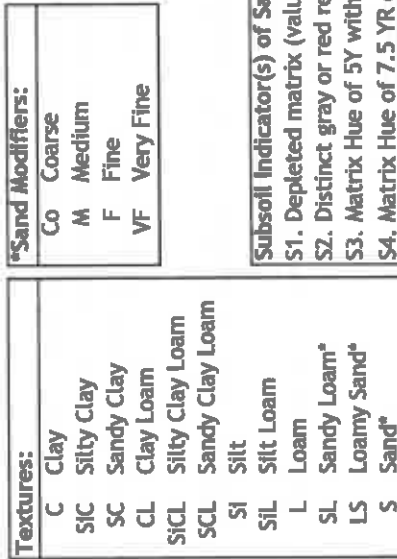 Textures:
C Clay
SiC Silty Clay
SC Sandy Clay
CL Clay Loam
SiCL Silty Clay Loam
SCL Sandy Clay Loam
Si Silt
SiL Silt Loam
L Loam
SL Sandy Loam*
LS Loamy Sand*
S Sand*
*Sand Modifiers:
Co Coarse
M Medium
F Fine
VF Very Fine
Subsoil Indicator(s) of Sa
S1. Depleted matrix (valu
S2. Distinct gray or red re
S3. Matrix Hue of 5Y with
S4. Matrix Hue of 7.5 YR